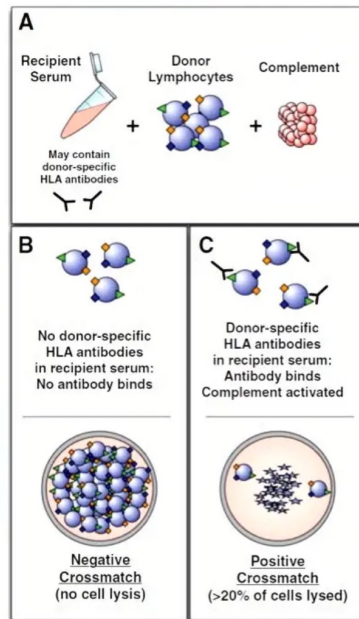 A
Recipient
Serum
Donor
Lymphocytes
Complement
+
+
May contain
donor-specific
HLA antibodies
B
No donor-specific
HLA antibodies
in recipient serum:
No antibody binds
Negative
Crossmatch
(no cell lysis)
C
Donor-specific
HLA antibodies
in recipient serum:
Antibody binds
Complement activated
Positive
Crossmatch
(>20% of cells lysed)